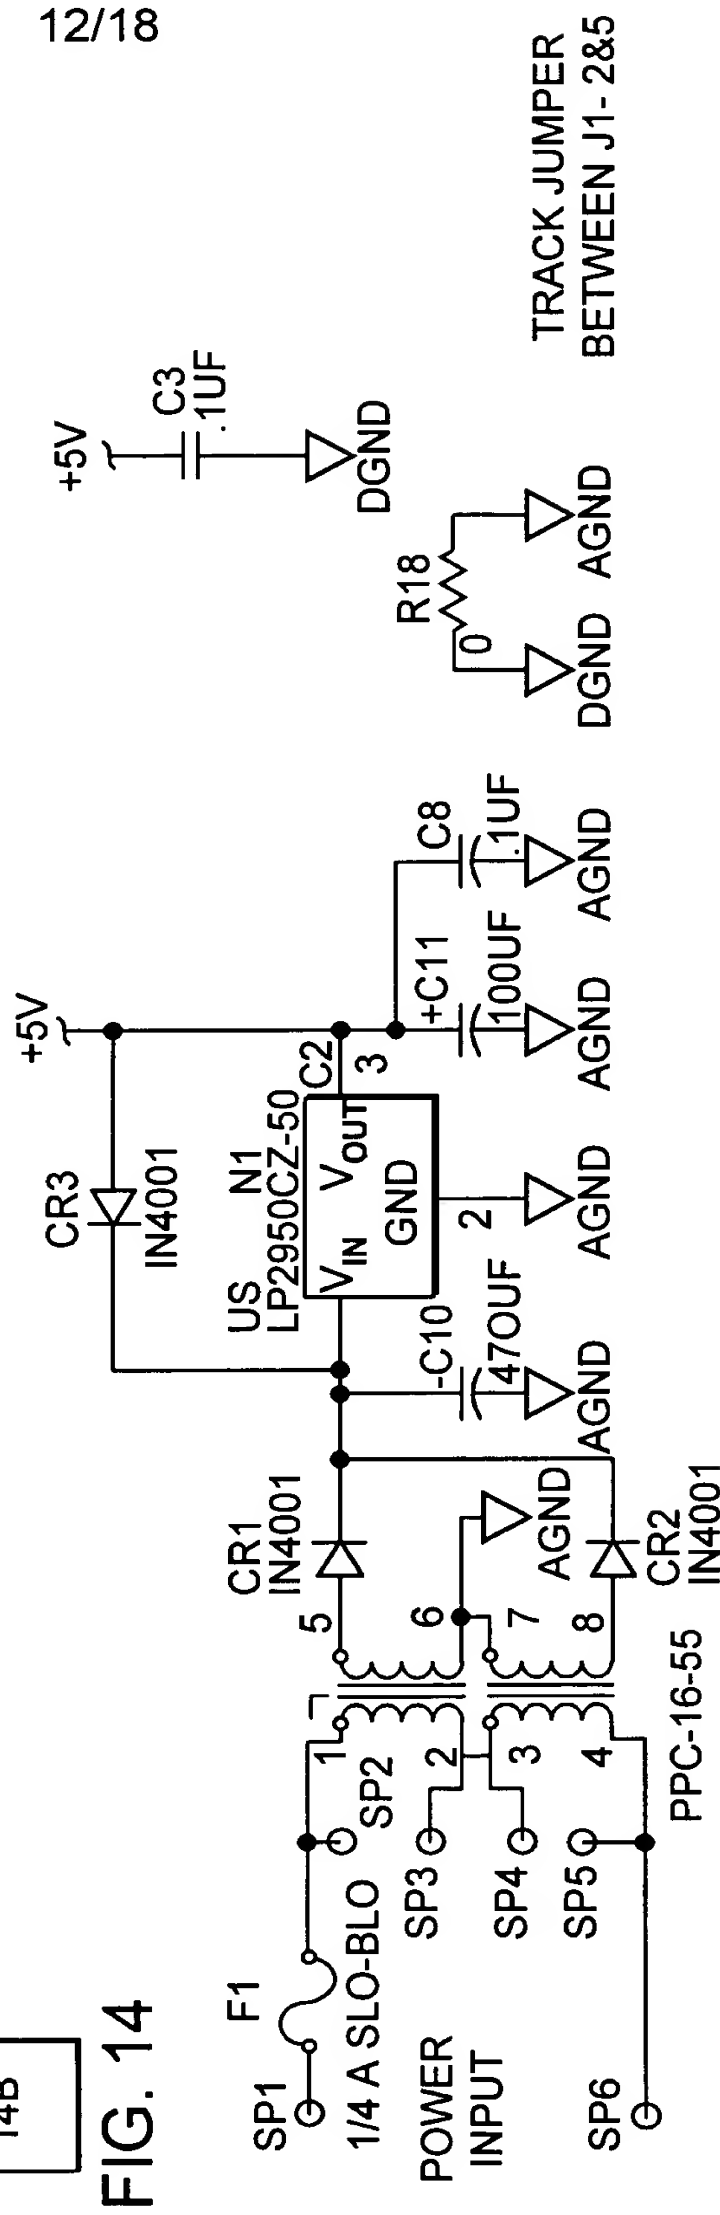 12/18
TRACK JUMPER
BETWEEN J1- 2&5
+5V
C3
.1UF
DGND
R18
0
DGND
AGND
+5V
CR3
IN4001
US
N1
LP2950CZ-50
C2
3
VIN
VOUT
GND
2
AGND
-C10
47OUF
AGND
+C11
100UF
AGND
C8
.1UF
AGND
CR1
IN4001
AGND
CR2
IN4001
5
6
7
8
1
2
3
4
PPC-16-55
SP2
SP3
SP4
SP5
F1
1/4 A SLO-BLO
SP1
POWER
INPUT
SP6
14B
FIG. 14